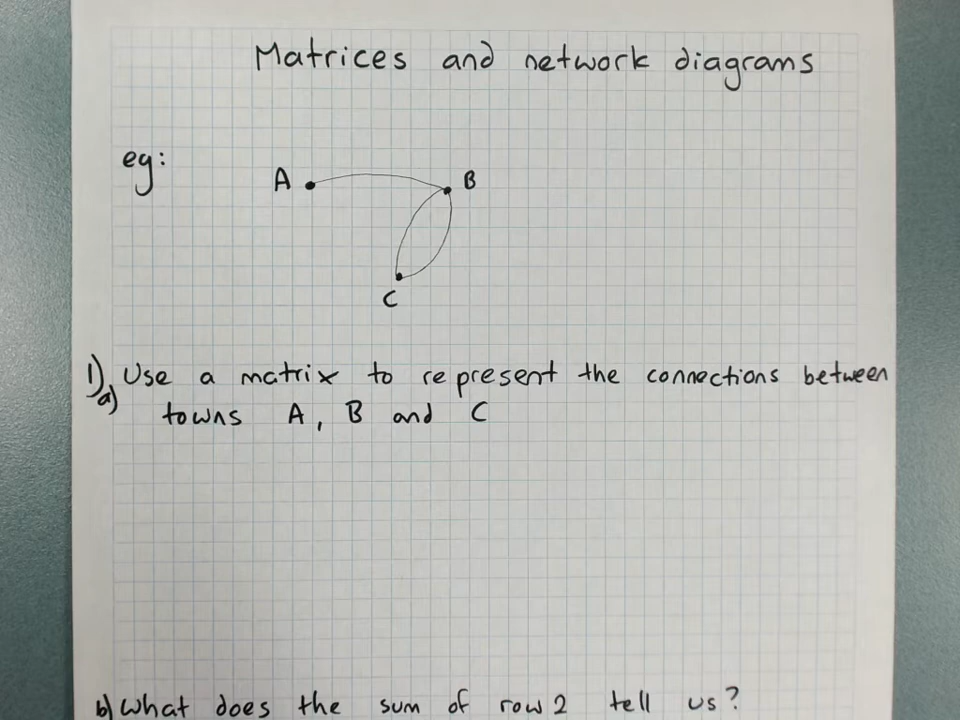 Matrices and network diagrams
eg:
A B
C
1) a) Use a matrix to represent the connections between
towns A, B and C
b) What does the sum of row 2 tell us?